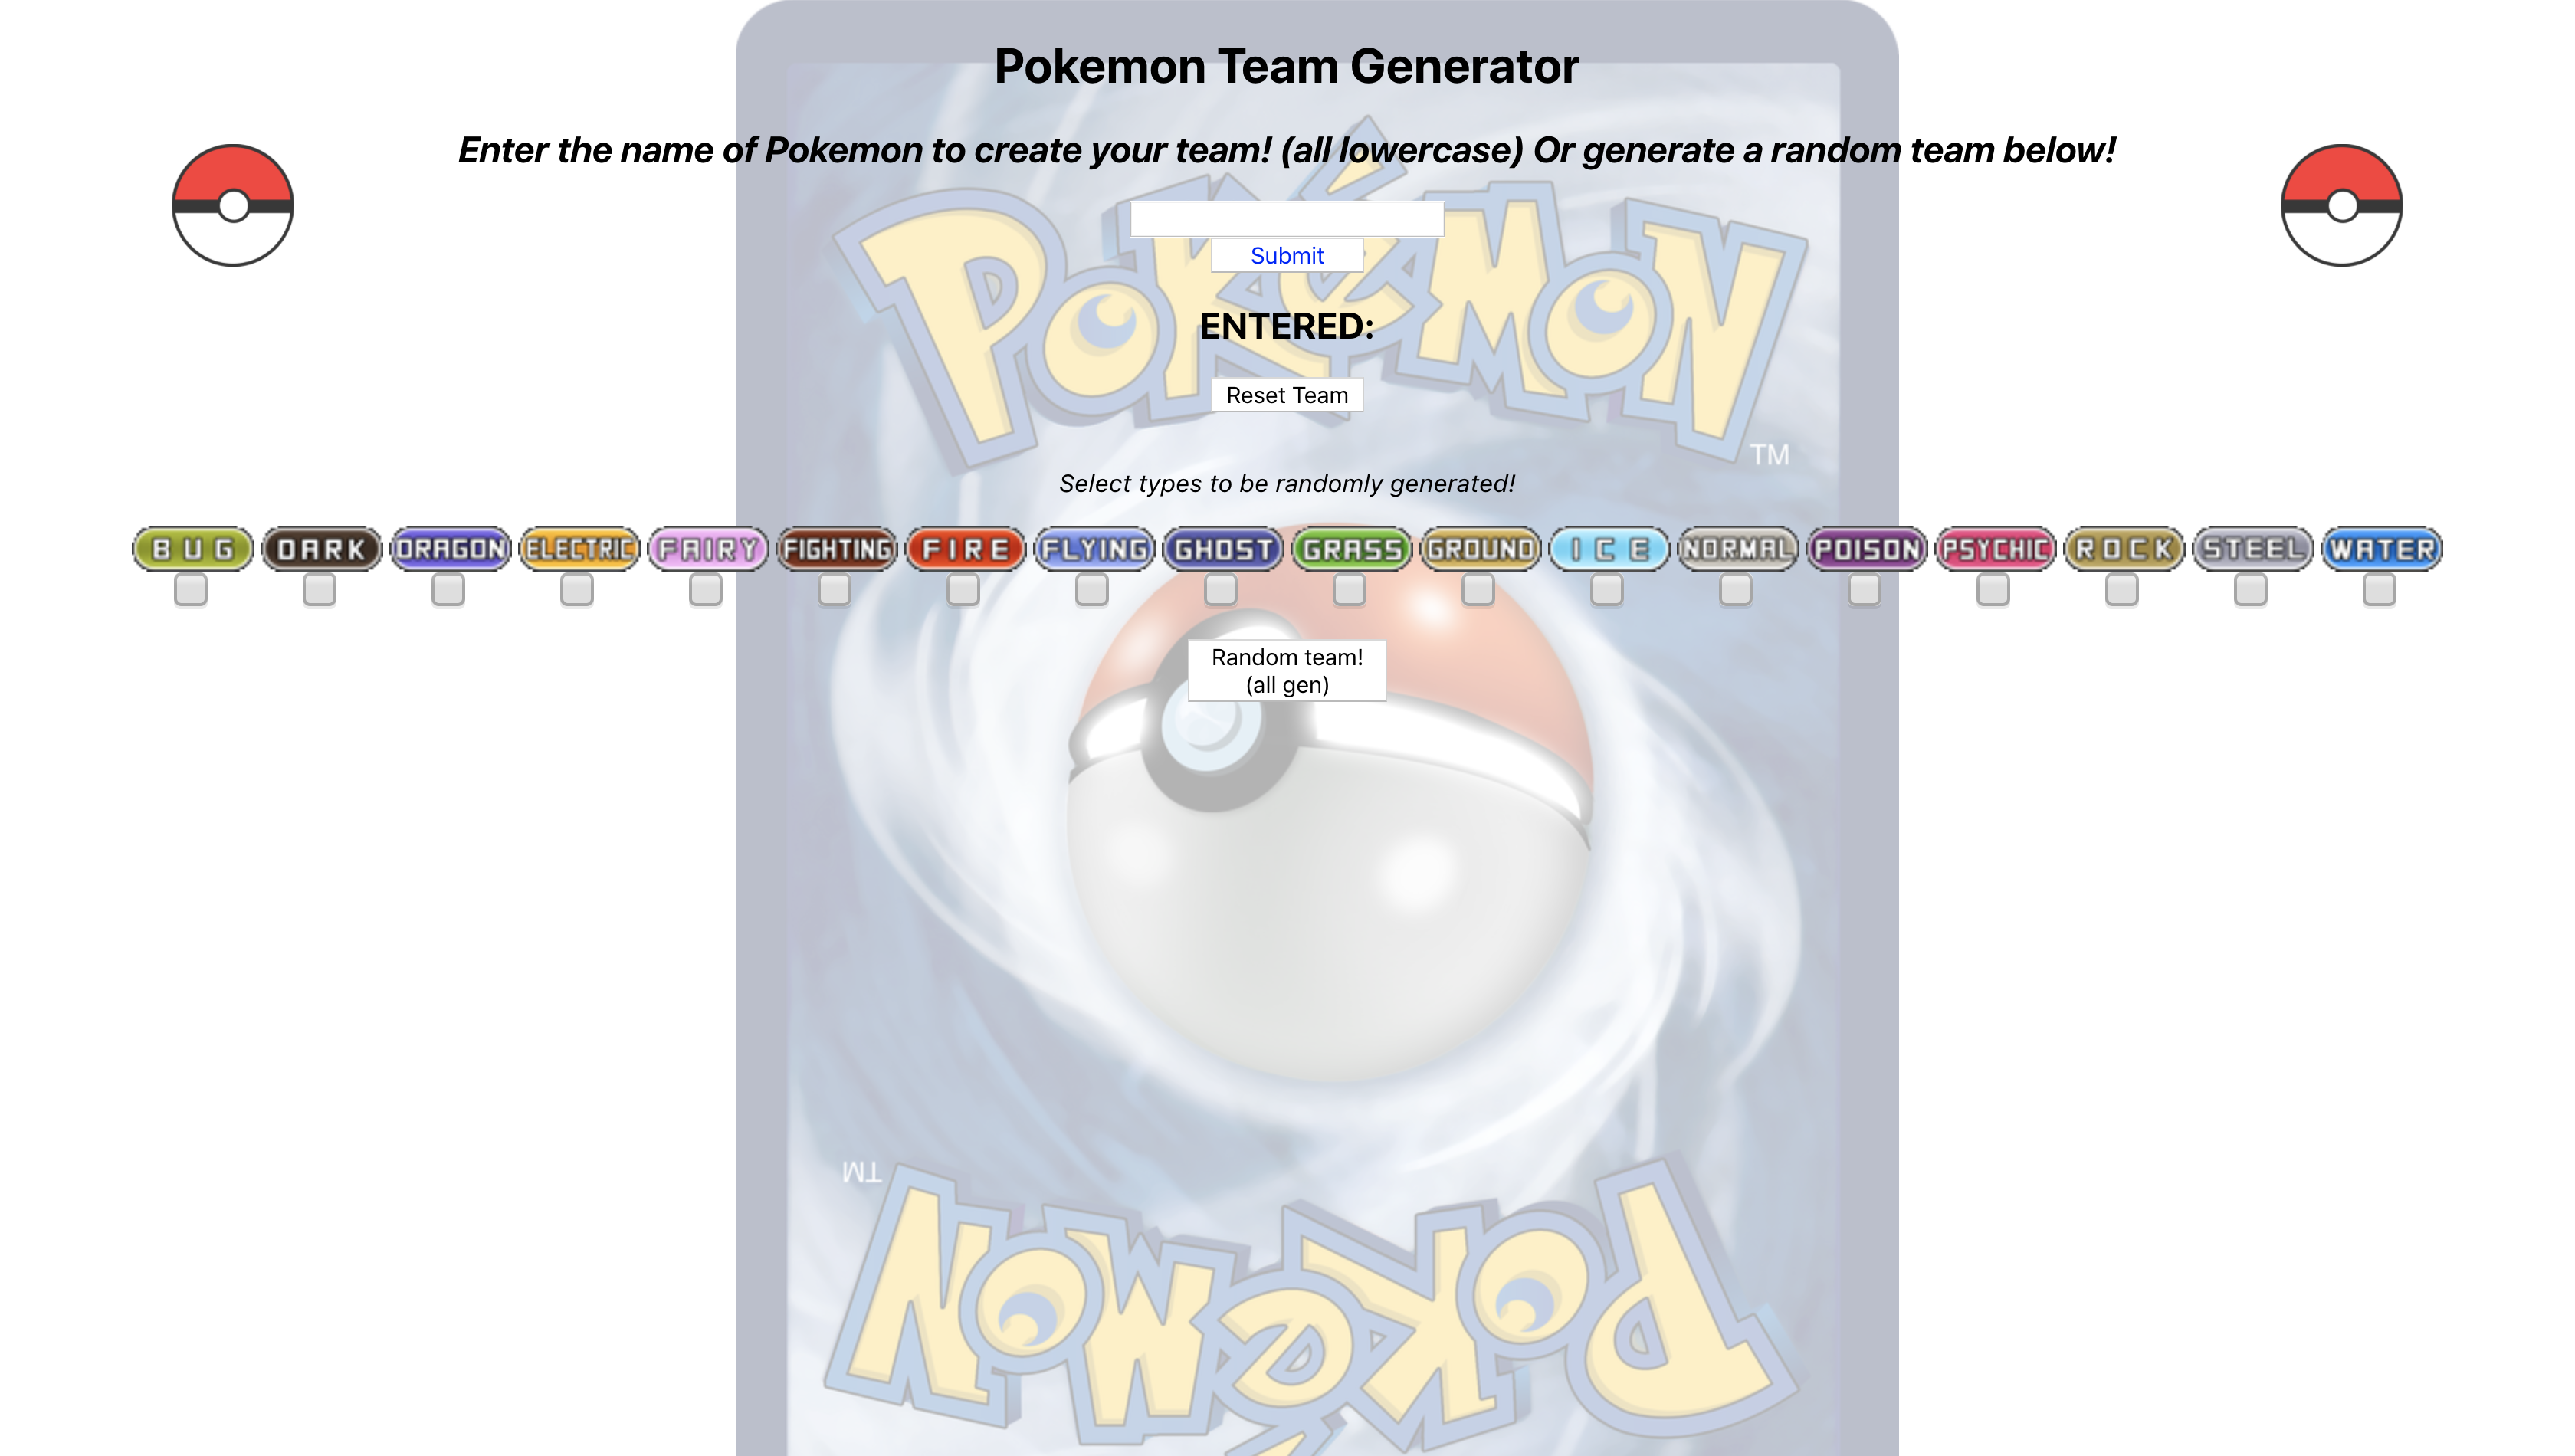 Pokemon Team Generator
Enter the name of Pokemon to create your team! (all lowercase) Or generate a random team below!
POKéMON
Submit
ENTERED:
Reset Team
TM
Select types to be randomly generated!
BUG DARK DRAGON ELECTRIC FAIRY FIGHTING FIRE FLYING GHOST GRASS GROUND ICE NORMAL POISON PSYCHIC ROCK STEEL WATER
Random team!
(all gen)
TM
POKéMON